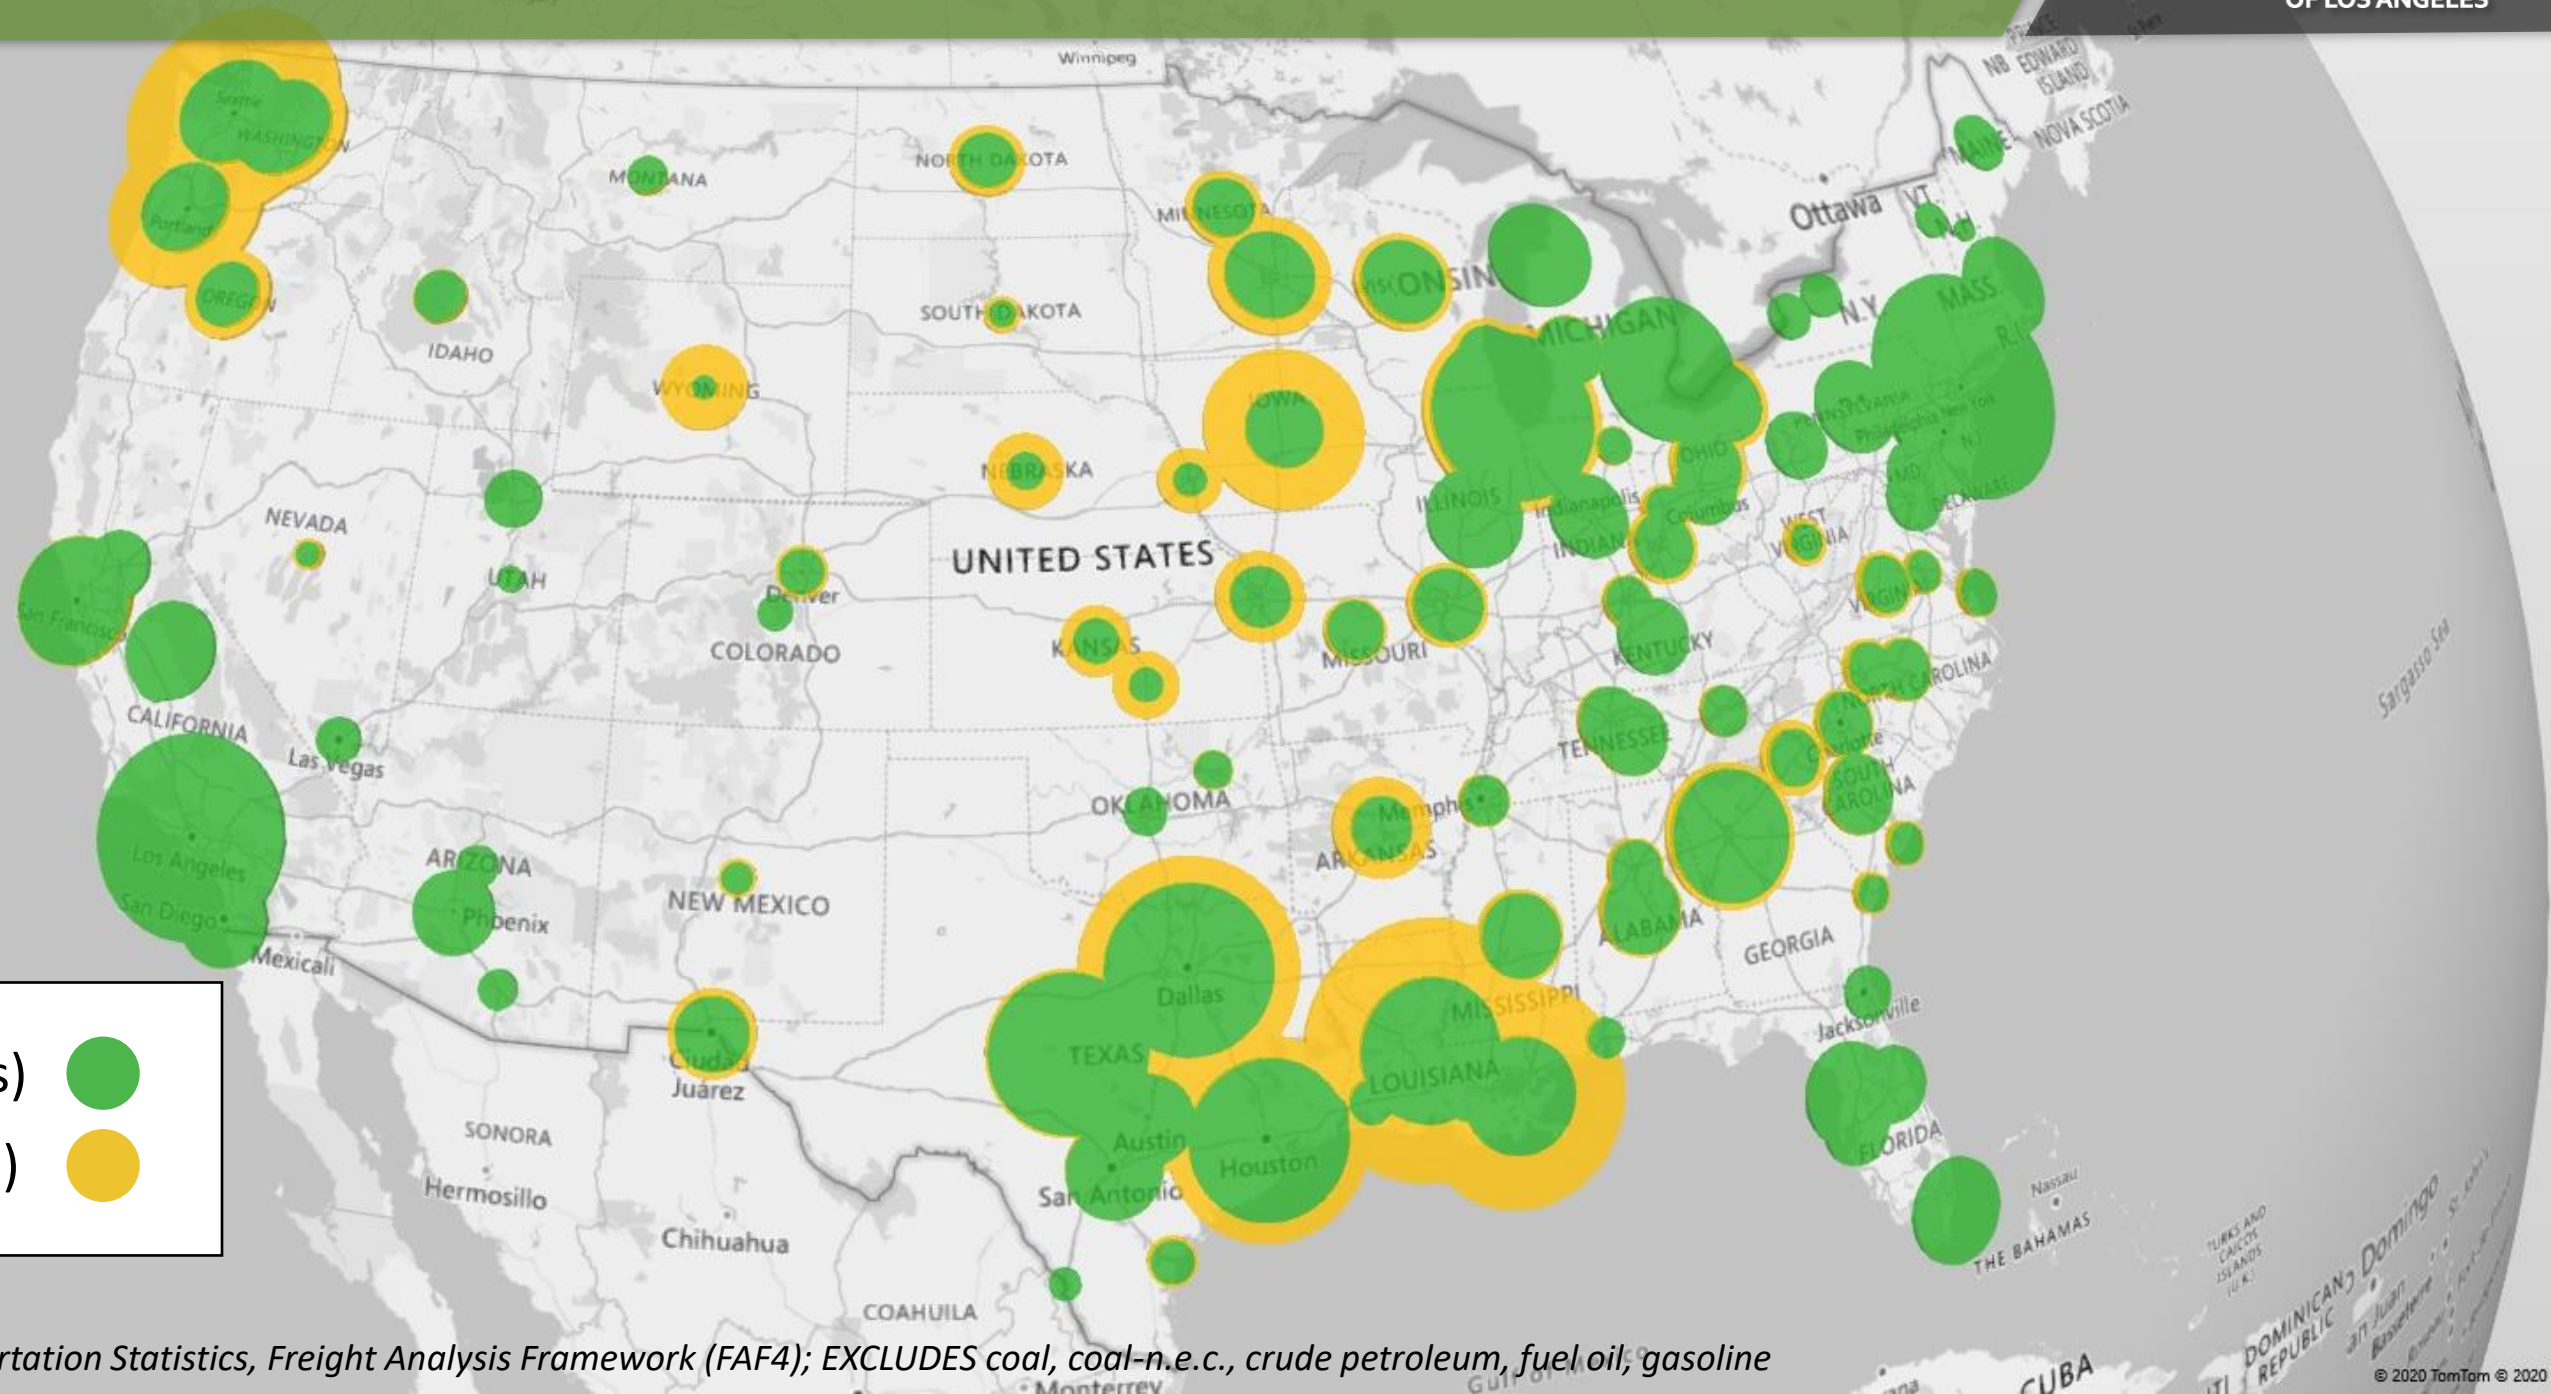 OF LOS ANGELES
Winnipeg
PRINCE
EDWARD
ISLAND
NB
NOVA SCOTIA
MAINE
Seattle
WASHINGTON
Portland
OREGON
MONTANA
NORTH DAKOTA
MINNESOTA
Ottawa
VT.
N.H.
IDAHO
SOUTH DAKOTA
WISCONSIN
MICHIGAN
N.Y.
MASS.
R.I.
WYOMING
IOWA
NEBRASKA
PENNSYLVANIA
Philadelphia
New York
N.J.
OHIO
MD.
DELAWARE
ILLINOIS
Indianapolis
Columbus
INDIANA
WEST
VIRGINIA
NEVADA
UTAH
UNITED STATES
Denver
COLORADO
San Francisco
KANSAS
MISSOURI
KENTUCKY
VIRGINIA
NORTH CAROLINA
CALIFORNIA
Las Vegas
TENNESSEE
Charlotte
SOUTH
CAROLINA
OKLAHOMA
Memphis
ARKANSAS
Los Angeles
San Diego
Mexicali
ARIZONA
Phoenix
NEW MEXICO
ALABAMA
GEORGIA
Dallas
MISSISSIPPI
Jacksonville
TEXAS
LOUISIANA
Ciudad
Juárez
Austin
Houston
San Antonio
FLORIDA
SONORA
Hermosillo
Chihuahua
COAHUILA
Monterrey
Sargasso Sea
Nassau
THE BAHAMAS
TURKS AND
CAICOS
ISLANDS
(U.K.)
DOMINICAN
REPUBLIC
Domingo
an Juan
Basseterre
CUBA
Gulf of Mexico
s)
)
rtation Statistics, Freight Analysis Framework (FAF4); EXCLUDES coal, coal-n.e.c., crude petroleum, fuel oil, gasoline
© 2020 TomTom © 2020